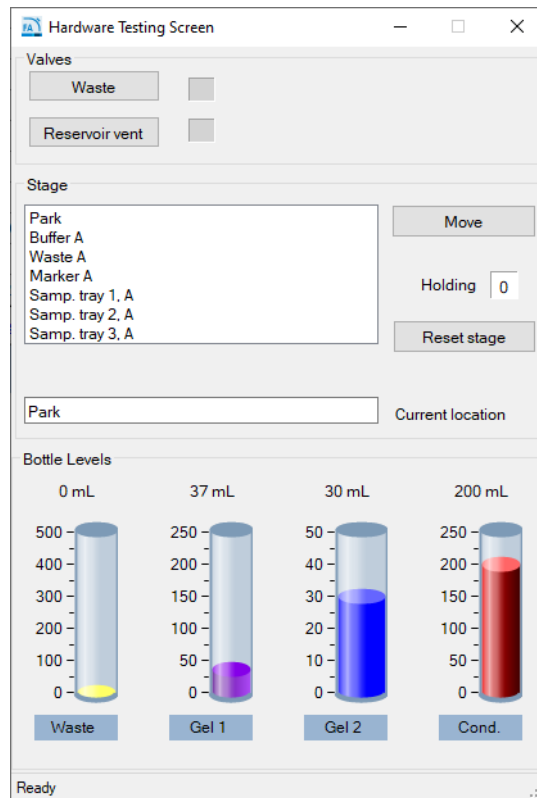 FA Hardware Testing Screen
Valves
Waste
Reservoir vent
Stage
Park
Buffer A
Waste A
Marker A
Samp. tray 1, A
Samp. tray 2, A
Samp. tray 3, A
Move
Holding 0
Reset stage
Park
Current location
Bottle Levels
0 mL 37 mL 30 mL 200 mL
500 250 50 250
400 200 40 200
300 150 30 150
200 100 20 100
100 50 10 50
0 0 0 0
Waste Gel 1 Gel 2 Cond.
Ready